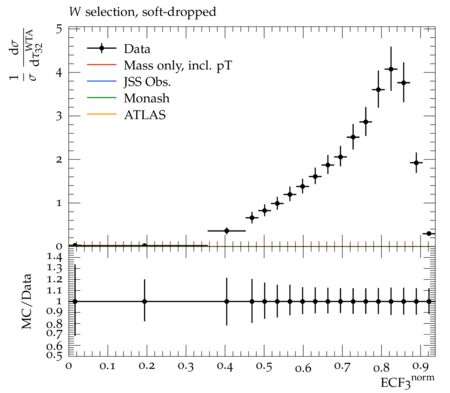 W selection, soft-dropped
1/σ dσ/dτ₃₂^WTA
5
4
3
2
1
0
Data
Mass only, incl. pT
JSS Obs.
Monash
ATLAS
MC/Data
1.4
1.3
1.2
1.1
1
0.9
0.8
0.7
0.6
0.5
0 0.1 0.2 0.3 0.4 0.5 0.6 0.7 0.8 0.9
ECF3^norm